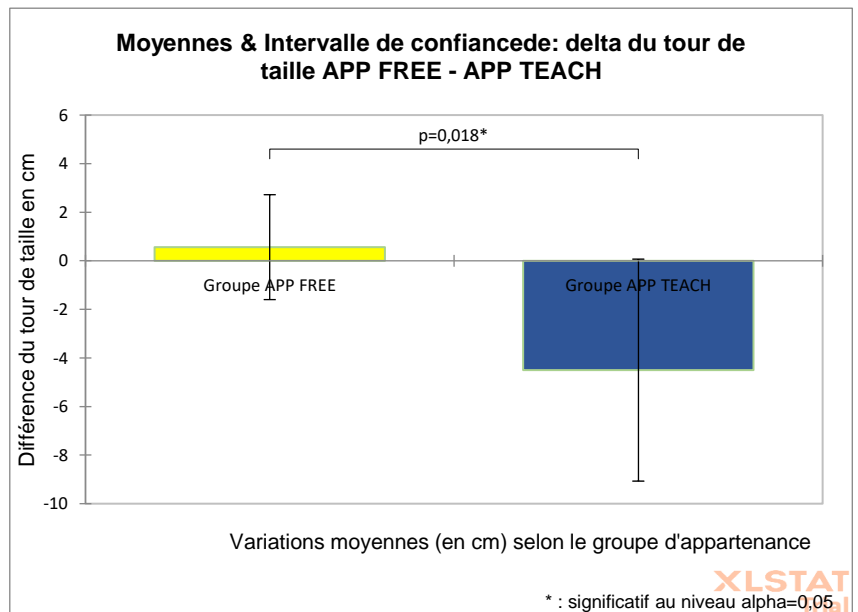 Moyennes & Intervalle de confiancede: delta du tour de
taille APP FREE - APP TEACH
6
p=0,018*
4
Différence du tour de taille en cm
2
0
Groupe APP FREE
Groupe APP TEACH
-2
-4
-6
-8
-10
Variations moyennes (en cm) selon le groupe d'appartenance
XLSTAT
* : significatif au niveau alpha=0,05